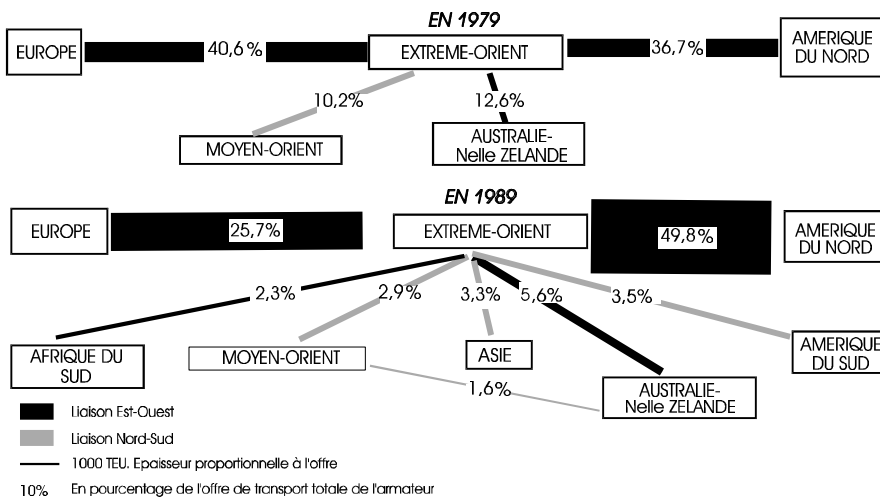 EN 1979
EUROPE
40,6%
EXTREME-ORIENT
36,7%
AMERIQUE
DU NORD
10,2%
12,6%
MOYEN-ORIENT
AUSTRALIE-
Nelle ZELANDE
EN 1989
EUROPE
25,7%
EXTREME-ORIENT
49,8%
AMERIQUE
DU NORD
2,3%
2,9%
3,3%
5,6%
3,5%
AFRIQUE DU
SUD
MOYEN-ORIENT
ASIE
AMERIQUE
DU SUD
1,6%
AUSTRALIE-
Nelle ZELANDE
Liaison Est-Ouest
Liaison Nord-Sud
1000 TEU. Epaisseur proportionnelle à l'offre
10% En pourcentage de l'offre de transport totale de l'armateur